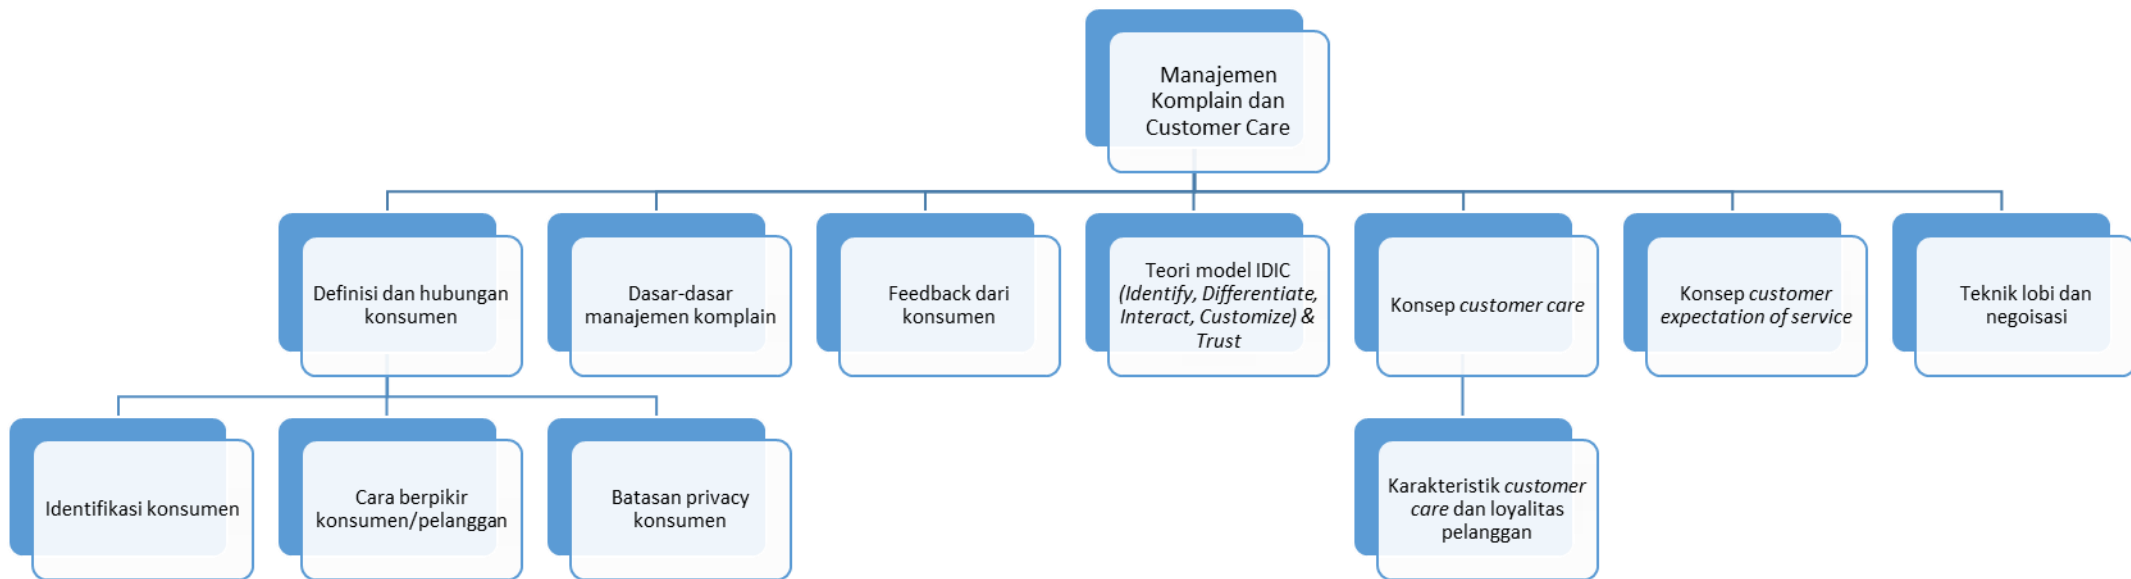 Manajemen
Komplain dan
Customer Care
Definisi dan hubungan
konsumen
Dasar-dasar
manajemen komplain
Feedback dari
konsumen
Teori model IDIC
(Identify, Differentiate,
Interact, Customize) &
Trust
Konsep customer care
Konsep customer
expectation of service
Teknik lobi dan
negoisasi
Identifikasi konsumen
Cara berpikir
konsumen/pelanggan
Batasan privacy
konsumen
Karakteristik customer
care dan loyalitas
pelanggan